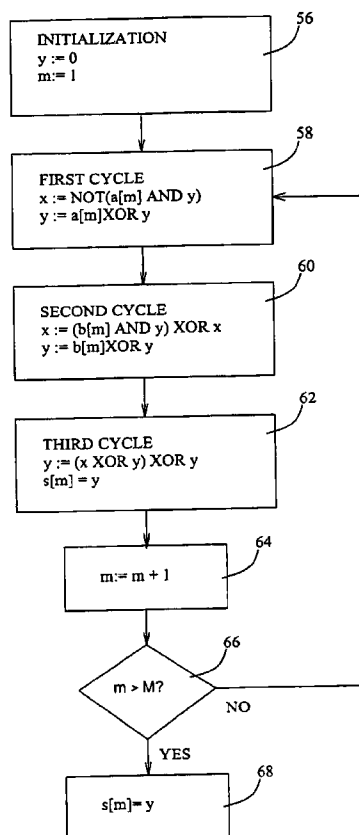 56
INITIALIZATION
y := 0
m:= 1
58
FIRST CYCLE
x := NOT(a[m] AND y)
y := a[m]XOR y
60
SECOND CYCLE
x := (b[m] AND y) XOR x
y := b[m]XOR y
62
THIRD CYCLE
y := (x XOR y) XOR y
s[m] = y
64
m:= m + 1
66
m > M?
NO
YES
68
s[m]= y